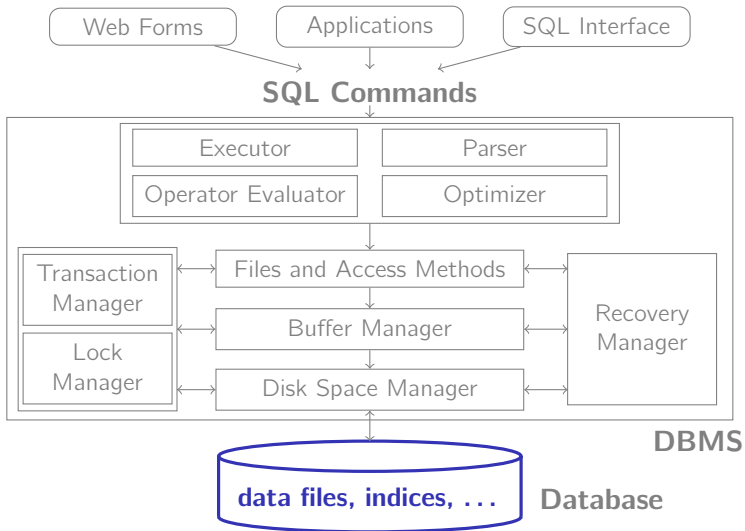 Web Forms
Applications
SQL Interface
SQL Commands
Executor
Parser
Operator Evaluator
Optimizer
Transaction
Manager
Lock
Manager
Files and Access Methods
Buffer Manager
Disk Space Manager
Recovery
Manager
DBMS
data files, indices, ...
Database